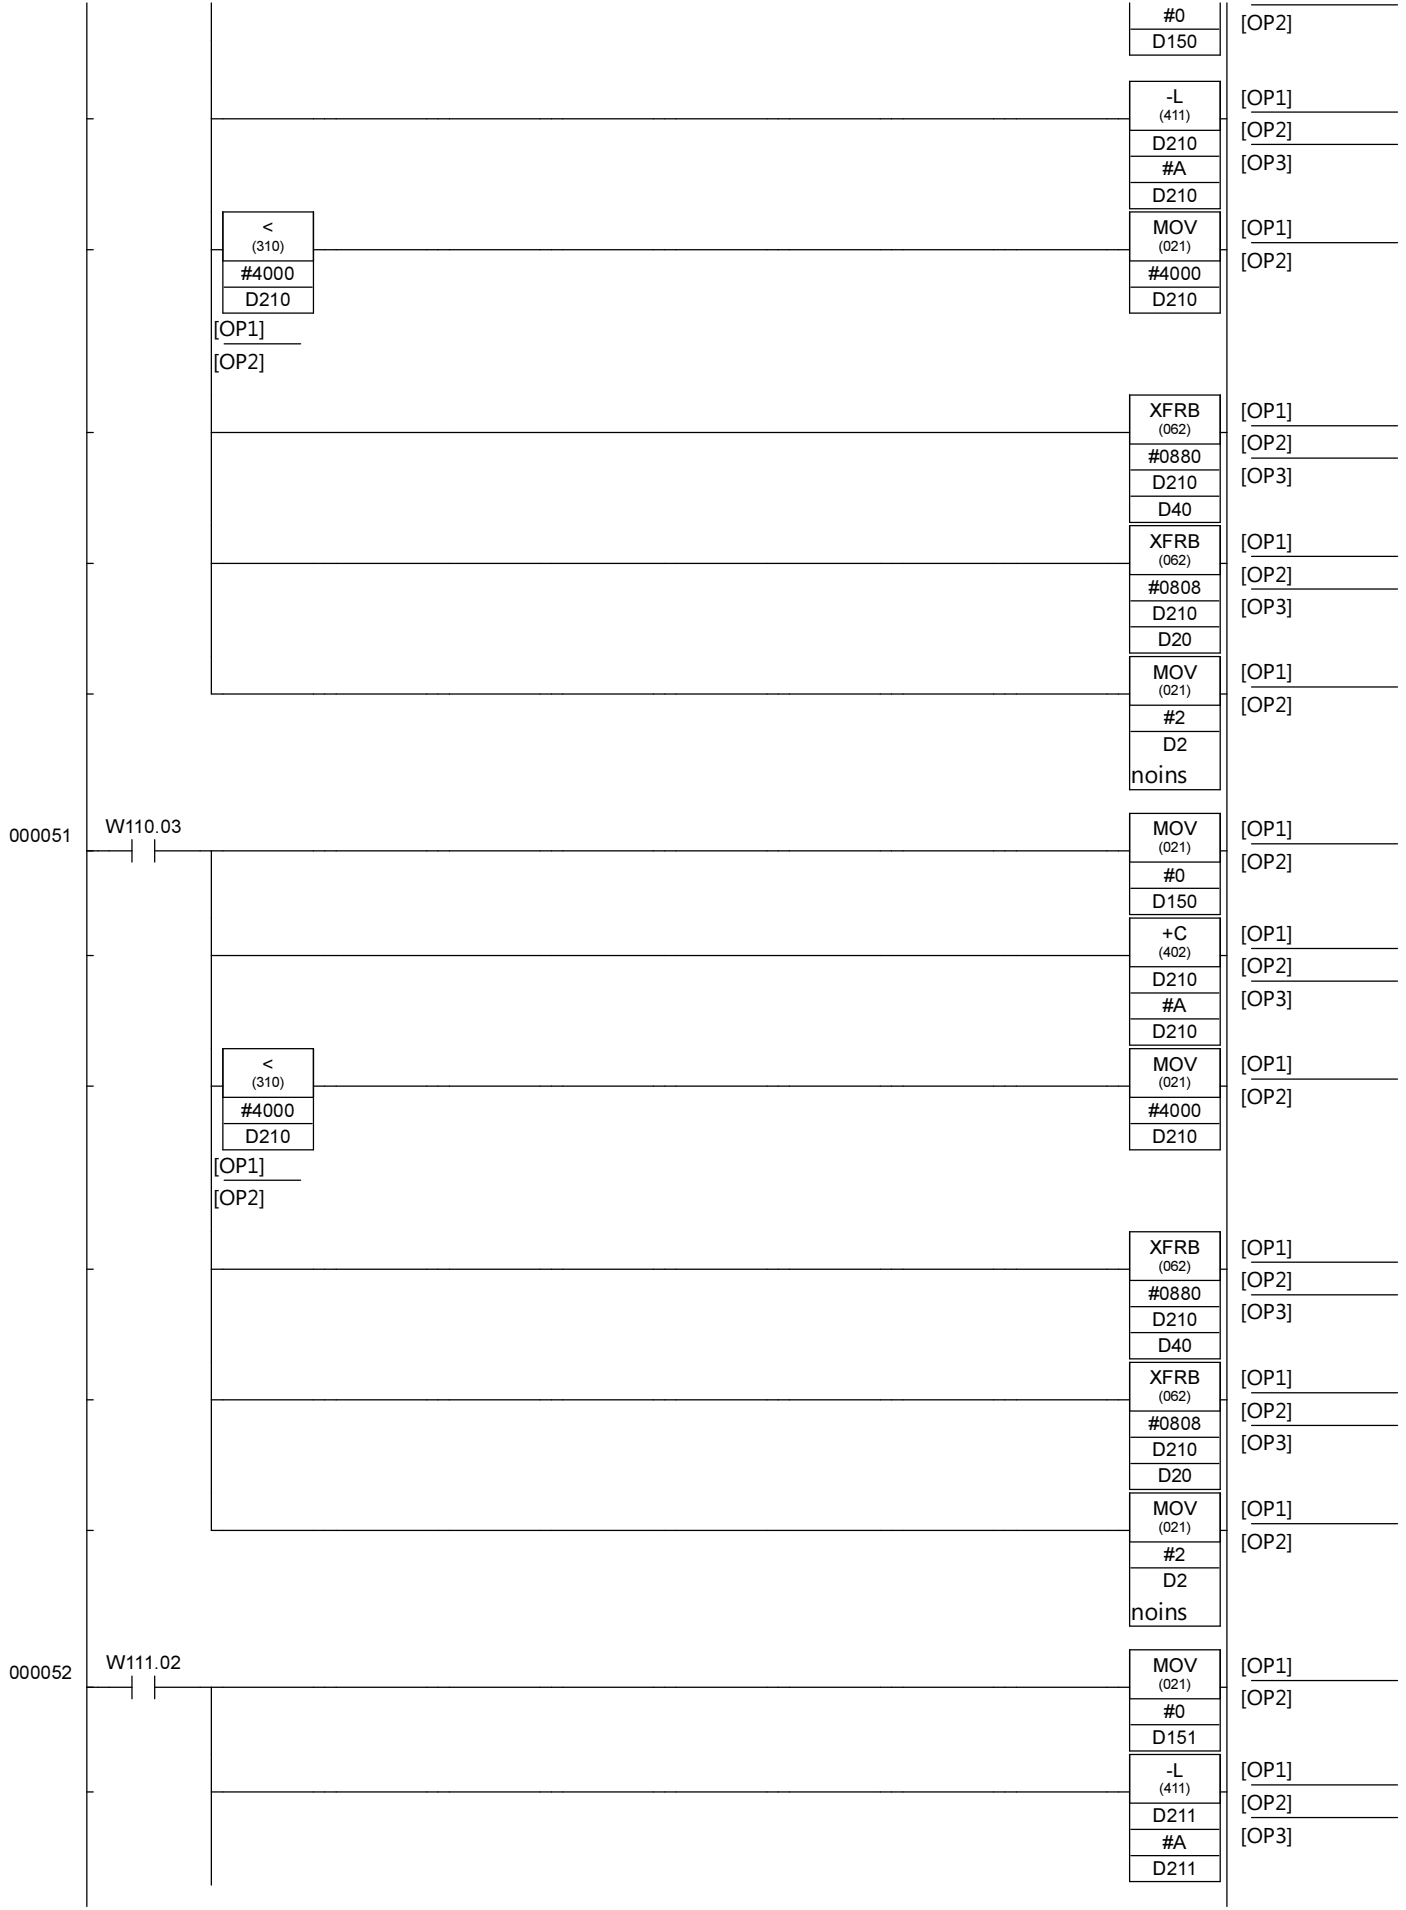 #0
[OP2]
D150
-L
[OP1]
(411)
[OP2]
D210
#A
[OP3]
D210
<
(310)
#4000
D210
[OP1]
[OP2]
MOV
[OP1]
(021)
[OP2]
#4000
D210
XFRB
[OP1]
(062)
[OP2]
#0880
[OP3]
D210
D40
XFRB
[OP1]
(062)
[OP2]
#0808
[OP3]
D210
D20
MOV
[OP1]
(021)
[OP2]
#2
D2
noins
000051
W110.03
MOV
[OP1]
(021)
[OP2]
#0
D150
+C
[OP1]
(402)
[OP2]
D210
#A
[OP3]
D210
<
(310)
#4000
D210
[OP1]
[OP2]
MOV
[OP1]
(021)
[OP2]
#4000
D210
XFRB
[OP1]
(062)
[OP2]
#0880
[OP3]
D210
D40
XFRB
[OP1]
(062)
[OP2]
#0808
[OP3]
D210
D20
MOV
[OP1]
(021)
[OP2]
#2
D2
noins
000052
W111.02
MOV
[OP1]
(021)
[OP2]
#0
D151
-L
[OP1]
(411)
[OP2]
D211
#A
[OP3]
D211